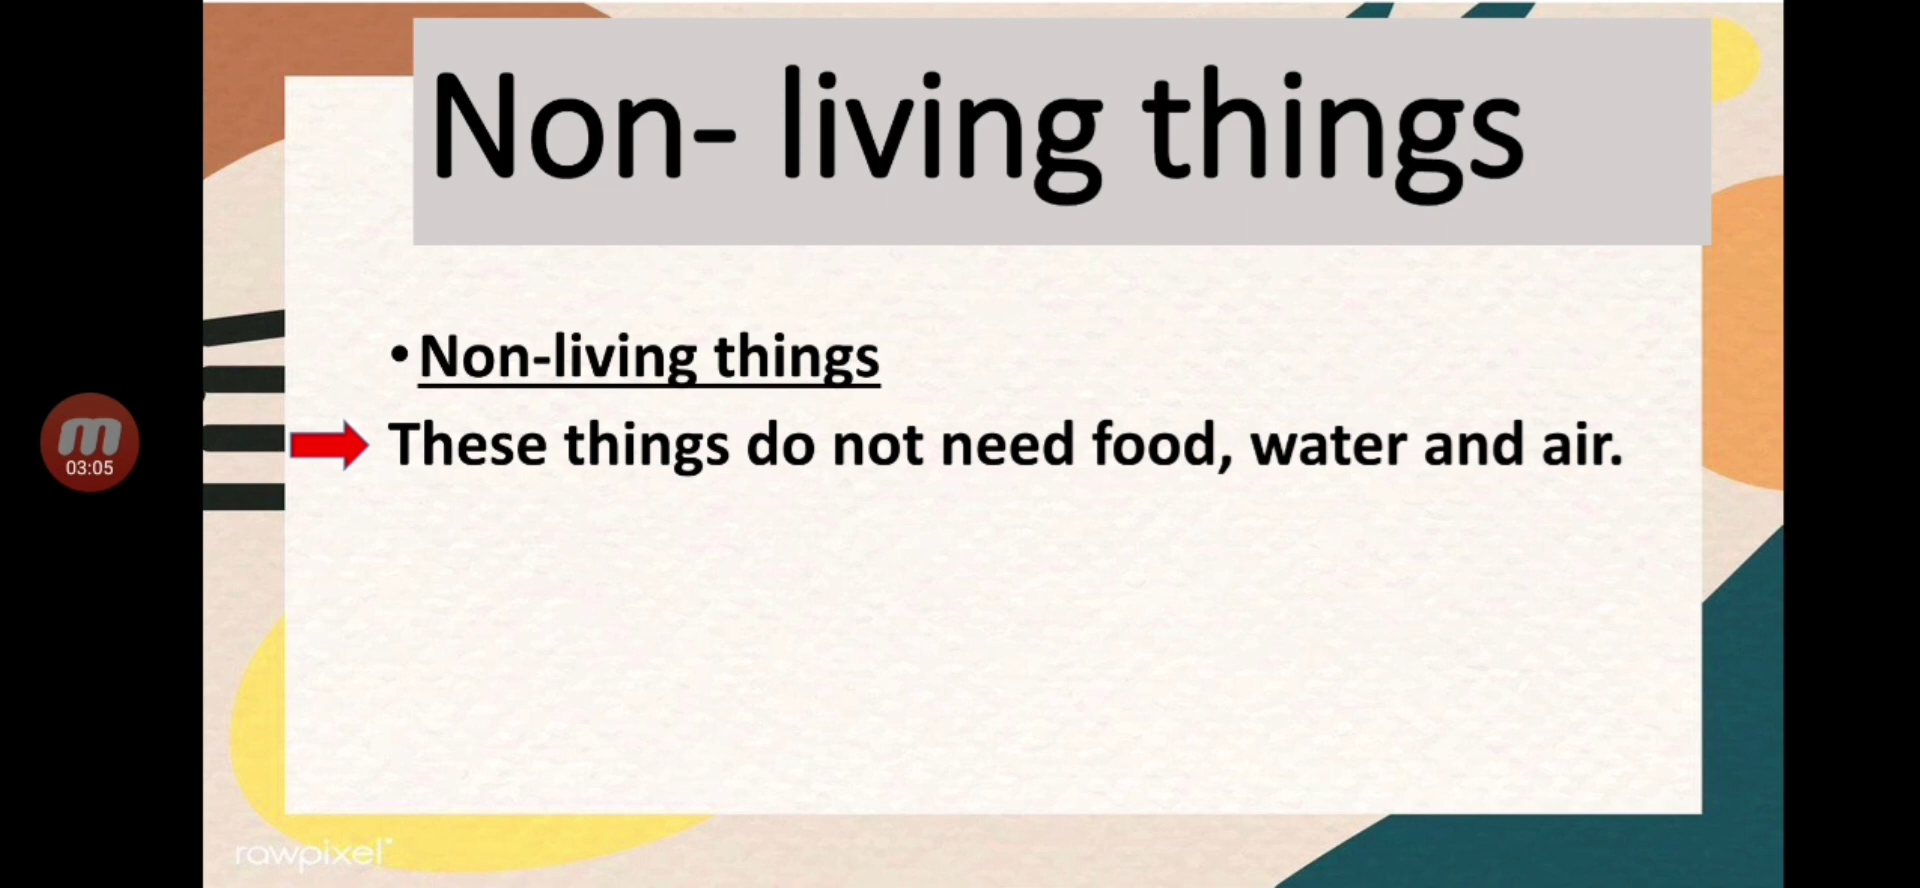 Non- living things
• Non-living things
These things do not need food, water and air.
03:05
rawpixel